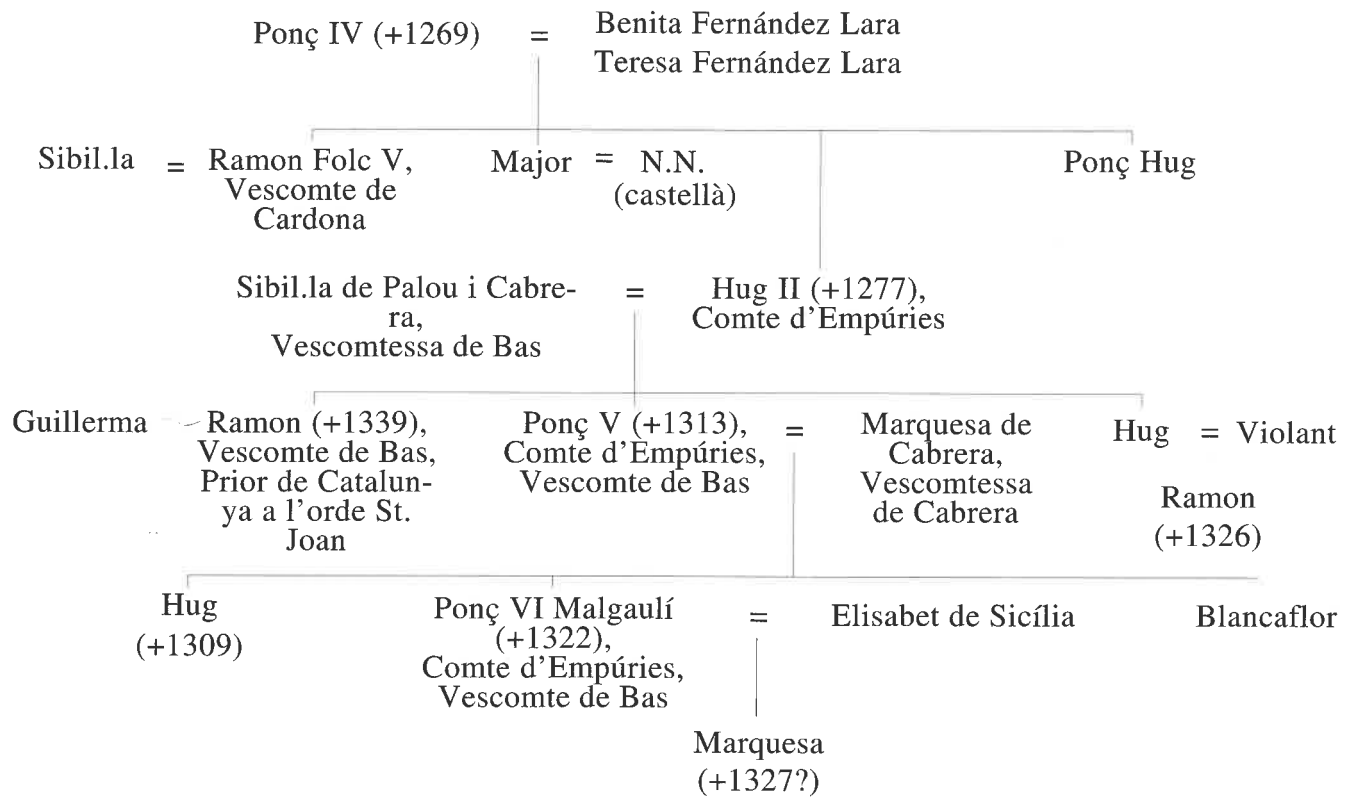 Ponç IV (+1269) = Benita Fernández Lara
Teresa Fernández Lara
Sibil.la = Ramon Folc V,
Vescomte de
Cardona
Major = N.N.
(castellà)
Ponç Hug
Sibil.la de Palou i Cabre-
ra,
Vescomtessa de Bas
=
Hug II (+1277),
Comte d'Empúries
Guillerma
Ramon (+1339),
Vescomte de Bas,
Prior de Catalun-
ya a l'orde St.
Joan
Ponç V (+1313),
Comte d'Empúries,
Vescomte de Bas
=
Marquesa de
Cabrera,
Vescomtessa
de Cabrera
Hug = Violant
Ramon
(+1326)
Hug
(+1309)
Ponç VI Malgaulí
(+1322),
Comte d'Empúries,
Vescomte de Bas
=
Elisabet de Sicília
Blancaflor
Marquesa
(+1327?)